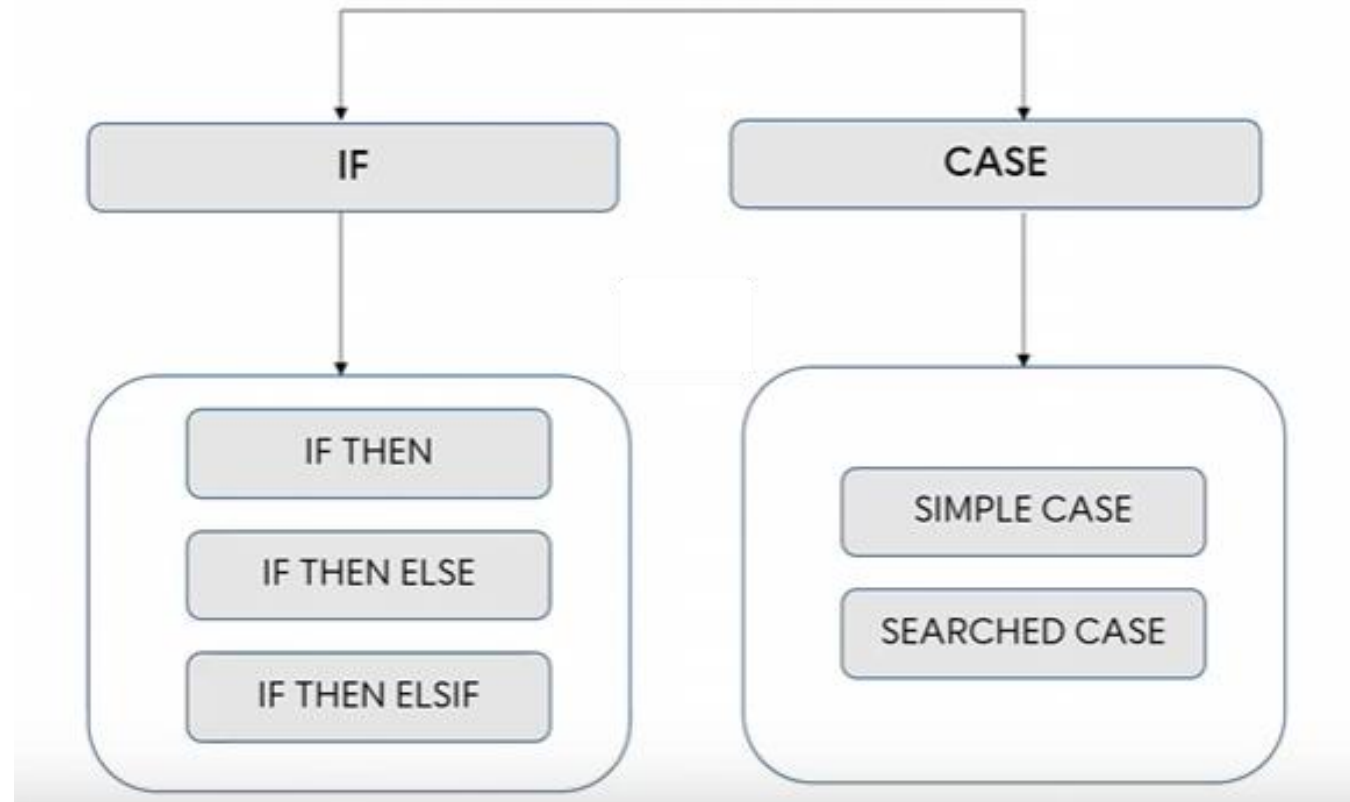 IF
CASE
IF THEN
IF THEN ELSE
IF THEN ELSIF
SIMPLE CASE
SEARCHED CASE